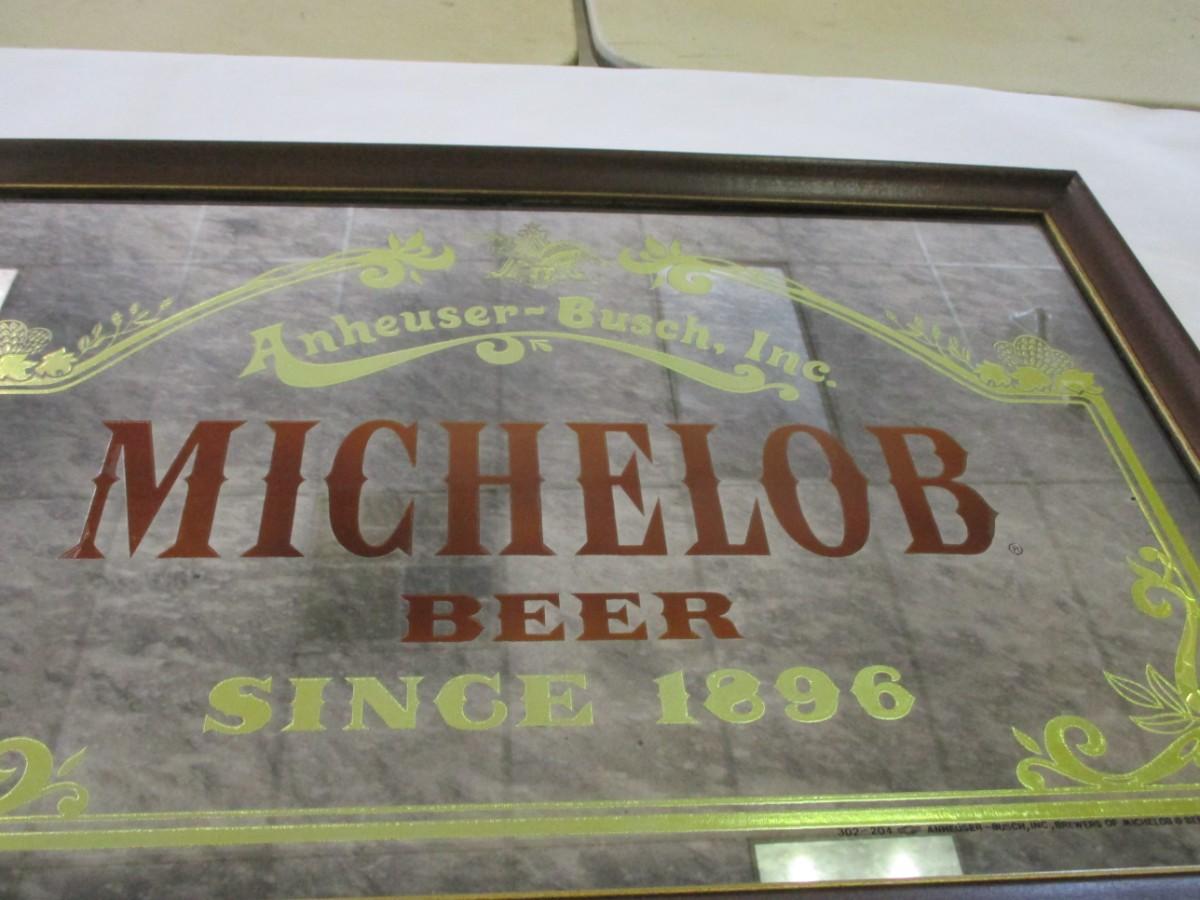 Anheuser-Busch, Inc.
MICHELOB ®
BEER
SINCE 1896
302-204 ANHEUSER-BUSCH, INC, BREWERS OF MICHELOB